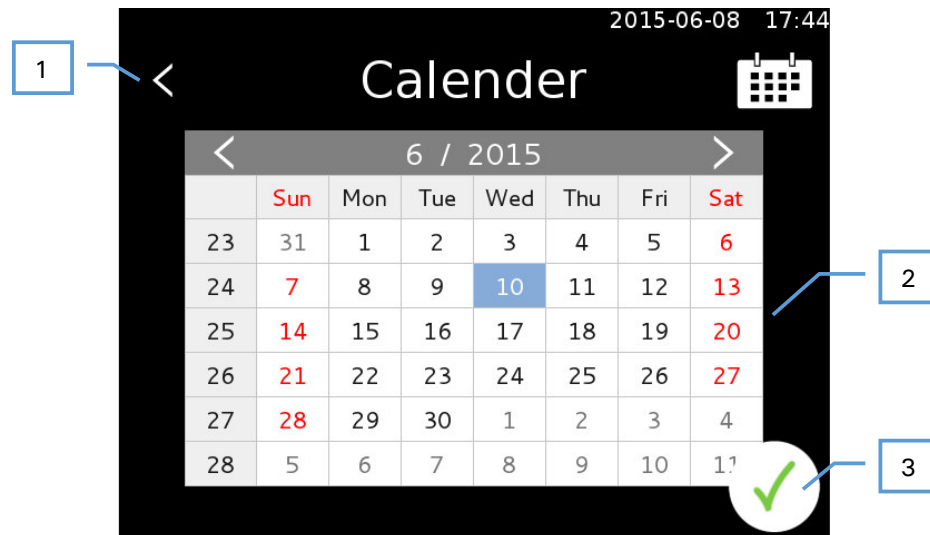 2015-06-08 17:44
1
< Calender
< 6 / 2015 >
Sun Mon Tue Wed Thu Fri Sat
23 31 1 2 3 4 5 6
24 7 8 9 10 11 12 13
2
25 14 15 16 17 18 19 20
26 21 22 23 24 25 26 27
27 28 29 30 1 2 3 4
28 5 6 7 8 9 10 11
3